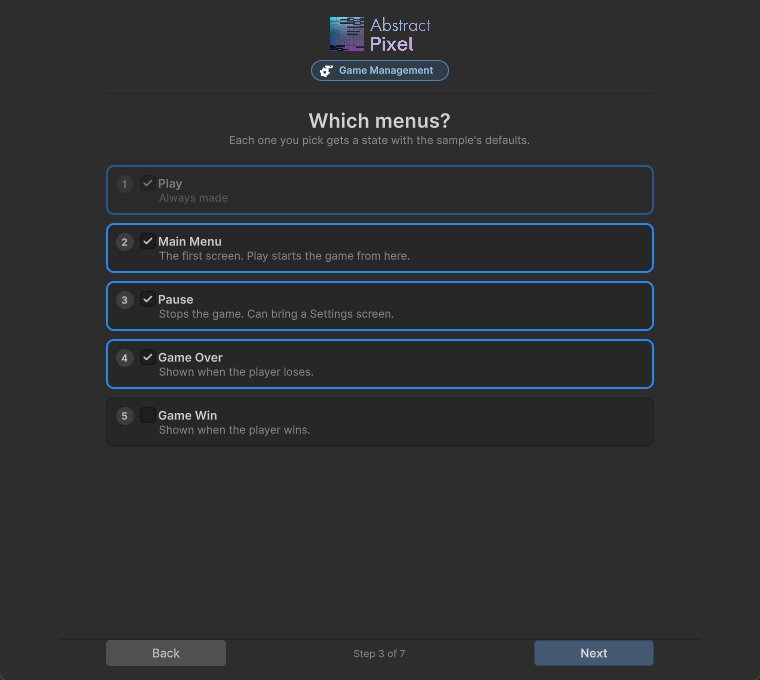 Abstract
Pixel
Game Management
Which menus?
Each one you pick gets a state with the sample's defaults.
1 Play
Always made
2 Main Menu
The first screen. Play starts the game from here.
3 Pause
Stops the game. Can bring a Settings screen.
4 Game Over
Shown when the player loses.
5 Game Win
Shown when the player wins.
Back Step 3 of 7 Next